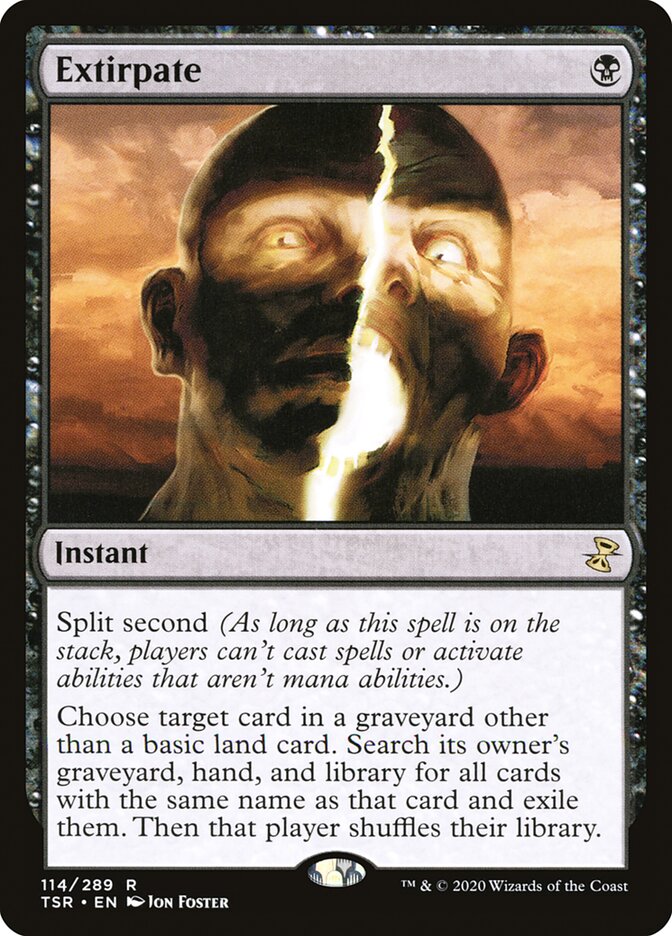 Extirpate
Instant
Split second (As long as this spell is on the
stack, players can't cast spells or activate
abilities that aren't mana abilities.)
Choose target card in a graveyard other
than a basic land card. Search its owner's
graveyard, hand, and library for all cards
with the same name as that card and exile
them. Then that player shuffles their library.
114/289 R
TSR • EN Jon Foster
™ & © 2020 Wizards of the Coast